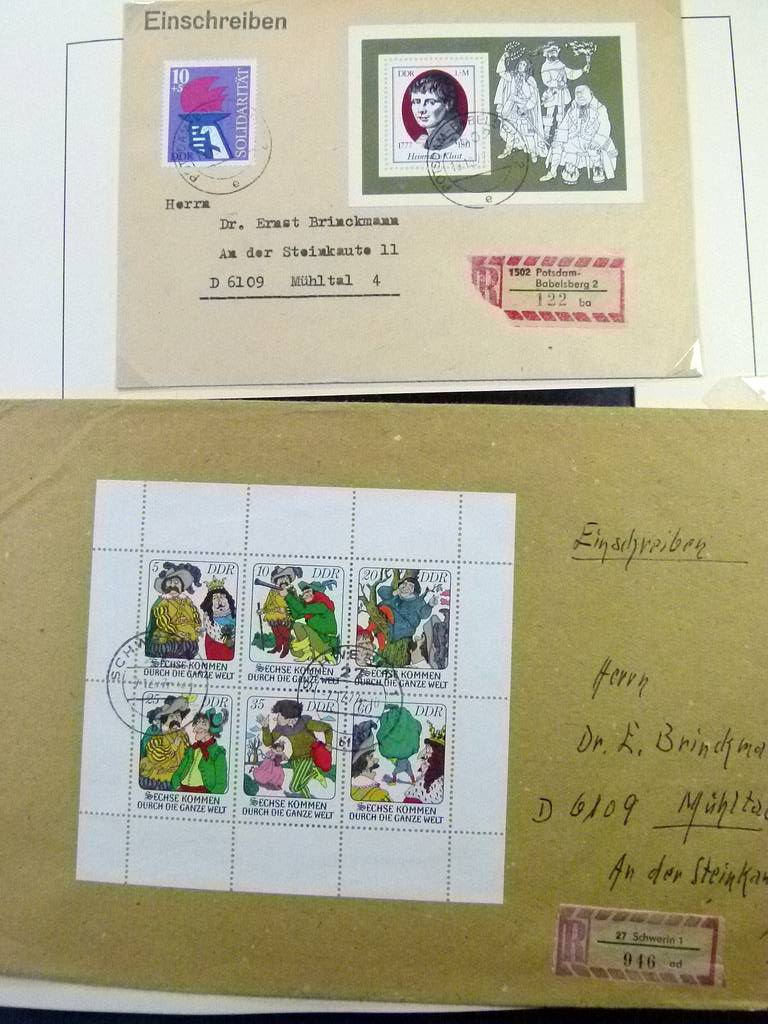 Einschreiben
10
+5
SOLIDARITÄT
DDR
DDR 1.-M
1777 1811
Heinrich v. Kleist
Herrn
Dr. Ernst Brinckmann
An der Steinkaute 11
D 6109 Mühltal 4
R
1502 Potsdam-
Babelsberg 2
122 ba
Einschreiben
5 DDR
SECHSE KOMMEN
DURCH DIE GANZE WELT
10 DDR
SECHSE KOMMEN
DURCH DIE GANZE WELT
20 DDR
SECHSE KOMMEN
DURCH DIE GANZE WELT
25 DDR
SECHSE KOMMEN
DURCH DIE GANZE WELT
35 DDR
SECHSE KOMMEN
DURCH DIE GANZE WELT
60 DDR
SECHSE KOMMEN
DURCH DIE GANZE WELT
Herrn
Dr. E. Brinckma
D 6109 Mühlta
An der Steinkau
R
27 Schwerin 1
946 ad